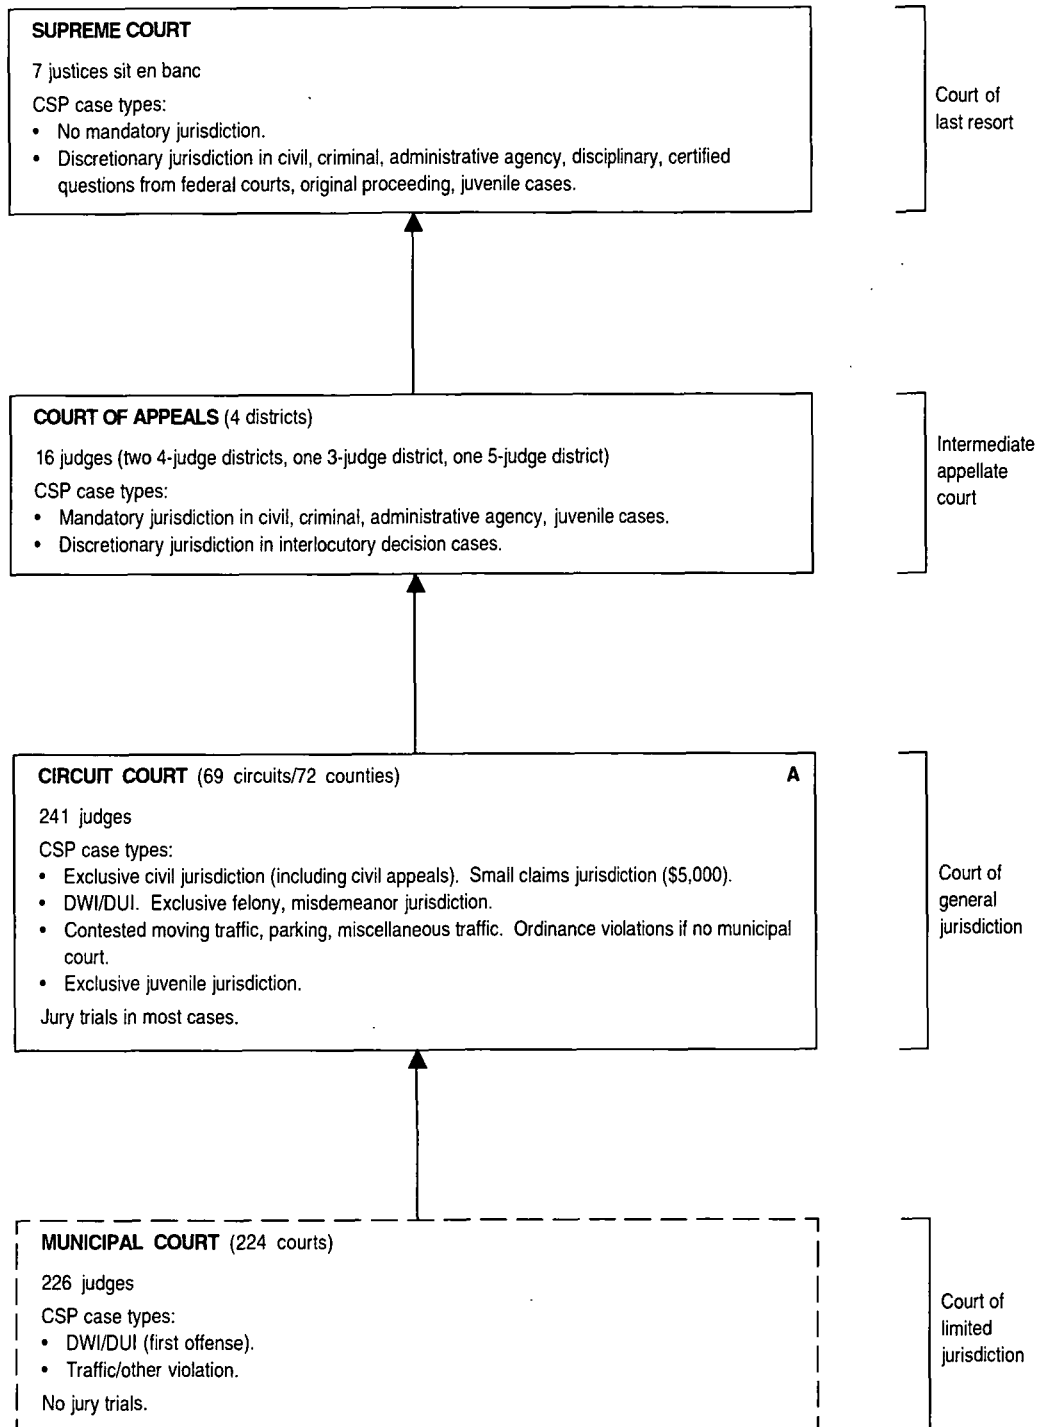 SUPREME COURT
7 justices sit en banc
CSP case types:
• No mandatory jurisdiction.
• Discretionary jurisdiction in civil, criminal, administrative agency, disciplinary, certified
questions from federal courts, original proceeding, juvenile cases.
Court of
last resort
COURT OF APPEALS (4 districts)
16 judges (two 4-judge districts, one 3-judge district, one 5-judge district)
CSP case types:
• Mandatory jurisdiction in civil, criminal, administrative agency, juvenile cases.
• Discretionary jurisdiction in interlocutory decision cases.
Intermediate
appellate
court
CIRCUIT COURT (69 circuits/72 counties) A
241 judges
CSP case types:
• Exclusive civil jurisdiction (including civil appeals). Small claims jurisdiction ($5,000).
• DWI/DUI. Exclusive felony, misdemeanor jurisdiction.
• Contested moving traffic, parking, miscellaneous traffic. Ordinance violations if no municipal
court.
• Exclusive juvenile jurisdiction.
Jury trials in most cases.
Court of
general
jurisdiction
MUNICIPAL COURT (224 courts)
226 judges
CSP case types:
• DWI/DUI (first offense).
• Traffic/other violation.
No jury trials.
Court of
limited
jurisdiction